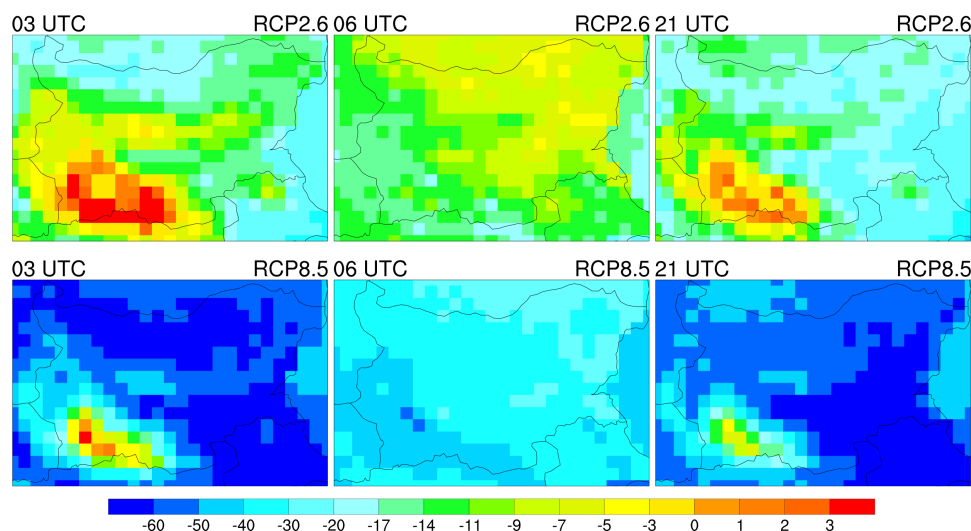 03 UTC RCP2.6 06 UTC RCP2.6 21 UTC RCP2.6
03 UTC RCP8.5 06 UTC RCP8.5 21 UTC RCP8.5
-60 -50 -40 -30 -20 -17 -14 -11 -9 -7 -5 -3 0 1 2 3